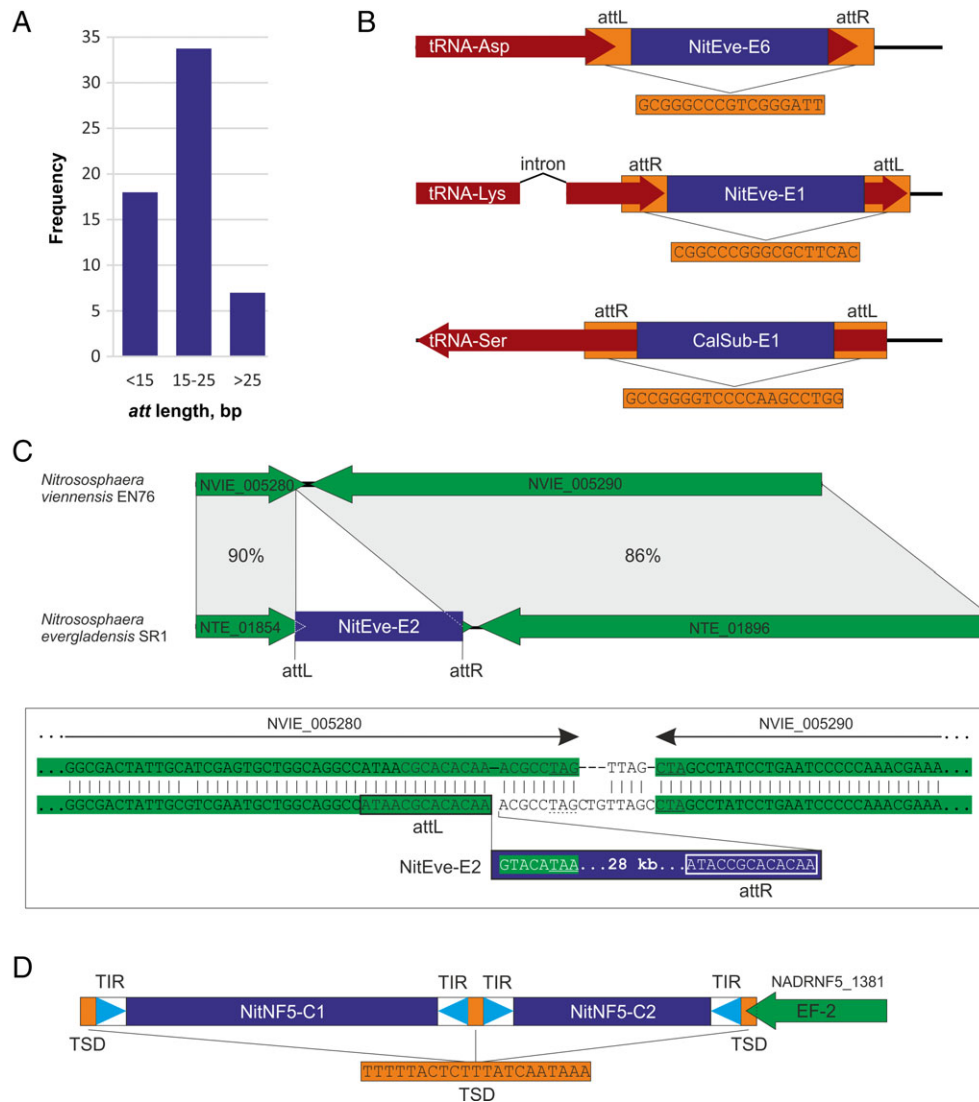 A
35
30
25
20
15
10
5
0
Frequency
<15 15-25 >25
att length, bp
B
attL attR
tRNA-Asp NitEve-E6
GCGGGCCCGTCGGGATT
intron attR attL
tRNA-Lys NitEve-E1
CGGCCCGGGCGCTTCAC
attR attL
tRNA-Ser CalSub-E1
GCCGGGGTCCCCAAGCCTGG
C
Nitrososphaera
viennensis EN76
NVIE_005280 NVIE_005290
90% 86%
Nitrososphaera
evergladensis SR1
NTE_01854 NitEve-E2 NTE_01896
attL attR
NVIE_005280 NVIE_005290
... ...
...GGCGACTATTGCATCGAGTGCTGGCAGGCCATAACGCACACAA–ACGCCTAG---TTAG-CTAGCCTATCCTGAATCCCCCAAACGAAA...
...GGCGACTATTGCGTCGAATGCTGGCAGGCCATAACGCACACAA ACGCCTAGCTGTTAGCCTAGCCTATCCTGAATCCCCCAAACGAAA...
attL
NitEve-E2 GTACATAA...28 kb...ATACCGCACACAA
attR
D
TIR TIR TIR TIR NADRNF5_1381
NitNF5-C1 NitNF5-C2 EF-2
TSD TSD
TTTTTACTCTTTATCAATAAA
TSD